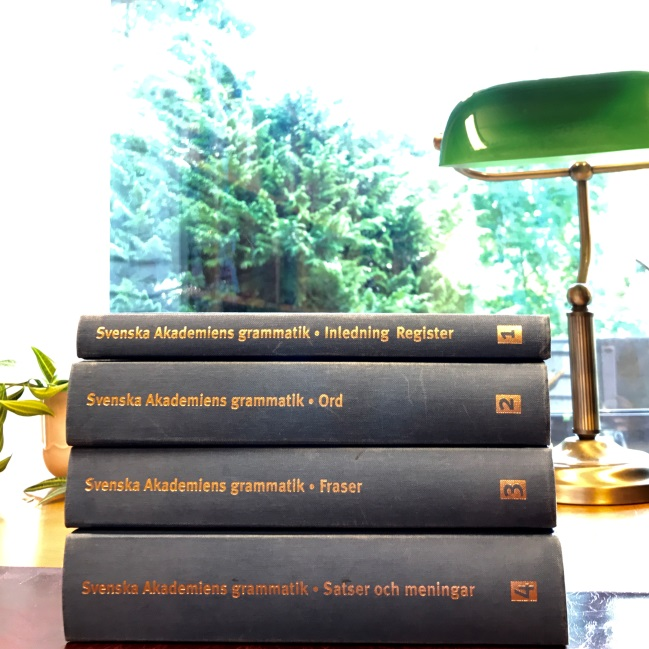 Svenska Akademiens grammatik • Inledning Register 1
Svenska Akademiens grammatik • Ord 2
Svenska Akademiens grammatik • Fraser 3
Svenska Akademiens grammatik • Satser och meningar 4